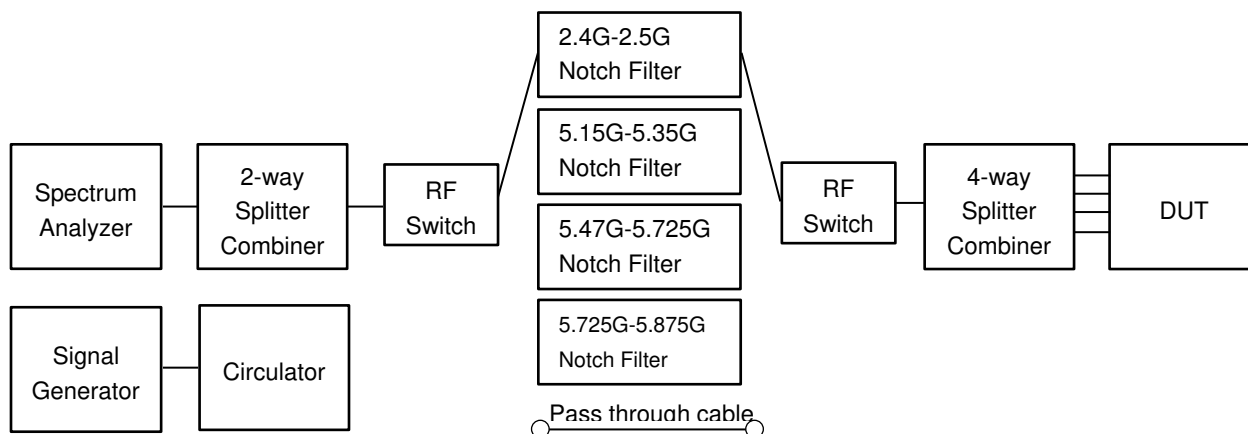 2.4G-2.5G
Notch Filter
5.15G-5.35G
Notch Filter
5.47G-5.725G
Notch Filter
5.725G-5.875G
Notch Filter
Pass through cable
Spectrum
Analyzer
2-way
Splitter
Combiner
RF
Switch
RF
Switch
4-way
Splitter
Combiner
DUT
Signal
Generator
Circulator